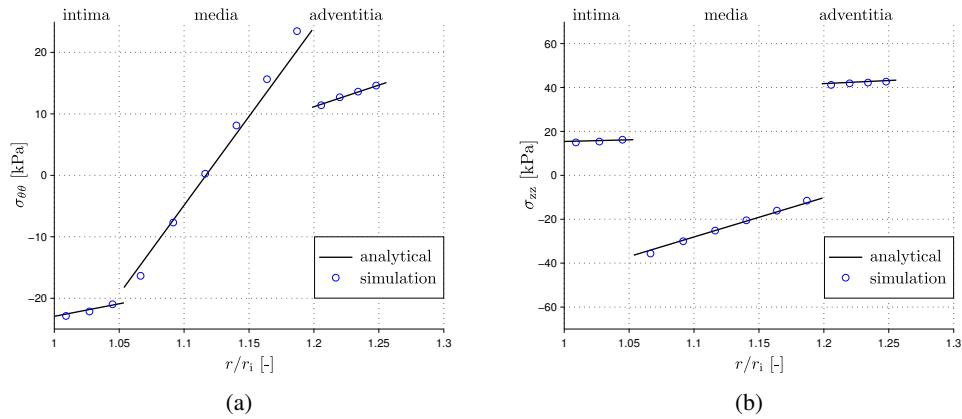 intima media adventitia
20
10
0
−10
−20
σθθ [kPa]
analytical
simulation
1 1.05 1.1 1.15 1.2 1.25 1.3
r/ri [-]
(a)
intima media adventitia
60
40
20
0
−20
−40
−60
σzz [kPa]
analytical
simulation
1 1.05 1.1 1.15 1.2 1.25 1.3
r/ri [-]
(b)